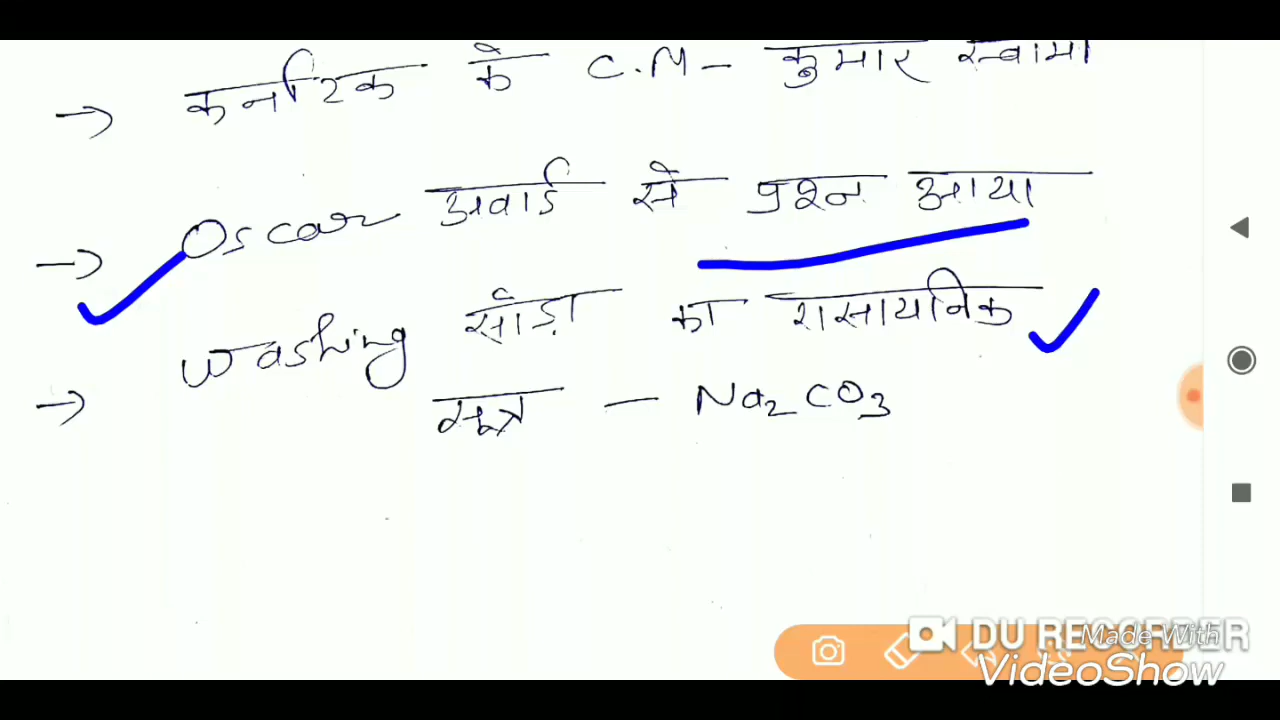 → कर्नाटक के C.M – कुमार स्वामी
→ Oscar अवार्ड से प्रश्न आया
→ washing सोडा का रासायनिक
सूत्र – Na₂CO₃
DU RECORDER
Made With
VideoShow